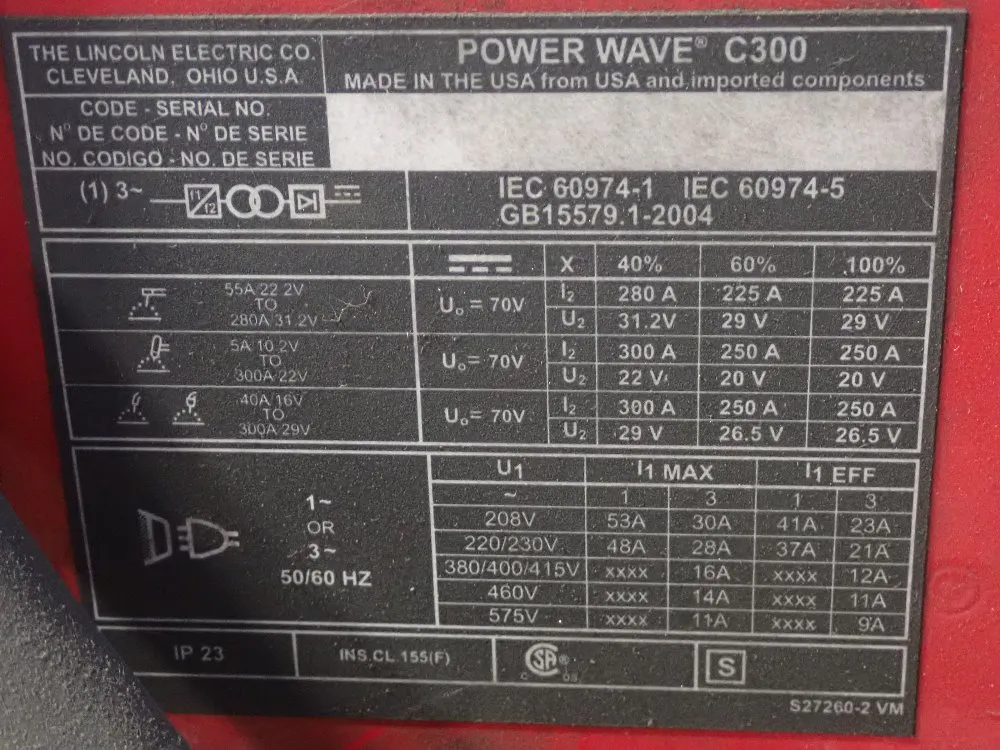 THE LINCOLN ELECTRIC CO.
CLEVELAND, OHIO U.S.A
POWER WAVE® C300
MADE IN THE USA from USA and imported components
CODE - SERIAL NO.
Nº DE CODE - Nº DE SERIE
NO. CODIGO - NO. DE SERIE
(1) 3~ f1 f2
IEC 60974-1 IEC 60974-5
GB15579.1-2004
X 40% 60% 100%
55A/22.2V
TO
280A/31.2V
U₀ = 70V
I₂ 280 A 225 A 225 A
U₂ 31.2V 29 V 29 V
5A/10.2V
TO
300A/22V
U₀ = 70V
I₂ 300 A 250 A 250 A
U₂ 22 V 20 V 20 V
40A/16V
TO
300A/29V
U₀ = 70V
I₂ 300 A 250 A 250 A
U₂ 29 V 26.5 V 26.5 V
1~
OR
3~
50/60 HZ
U1 I1 MAX I1 EFF
~ 1 3 1 3
208V 53A 30A 41A 23A
220/230V 48A 28A 37A 21A
380/400/415V xxxx 16A xxxx 12A
460V xxxx 14A xxxx 11A
575V xxxx 11A xxxx 9A
IP 23
INS.CL.155(F)
C SA® US
S
S27260-2 VM